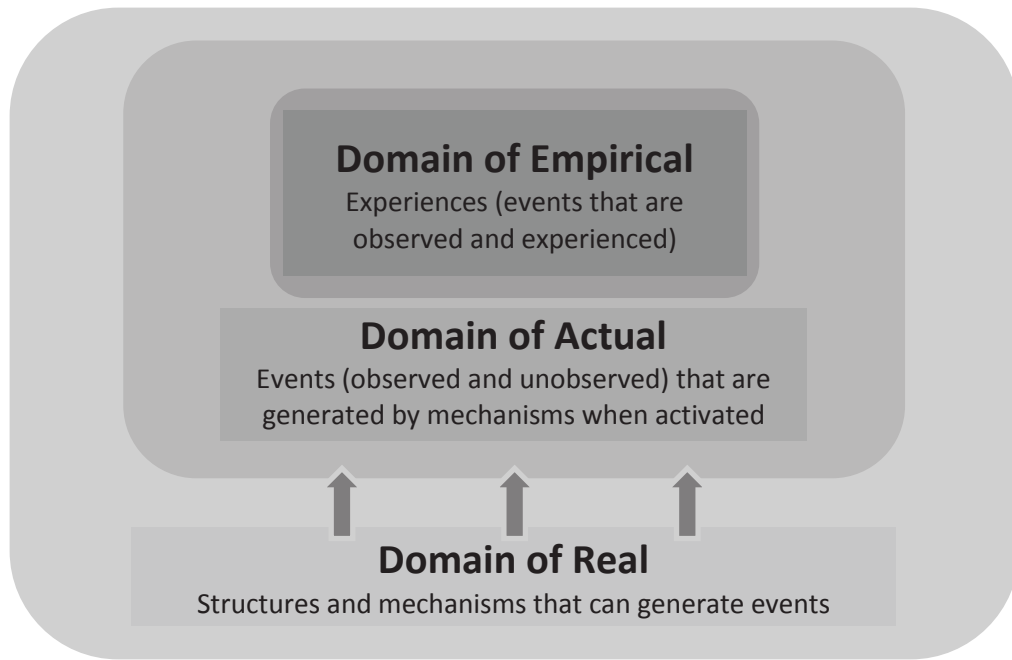 Domain of Empirical
Experiences (events that are
observed and experienced)
Domain of Actual
Events (observed and unobserved) that are
generated by mechanisms when activated
Domain of Real
Structures and mechanisms that can generate events